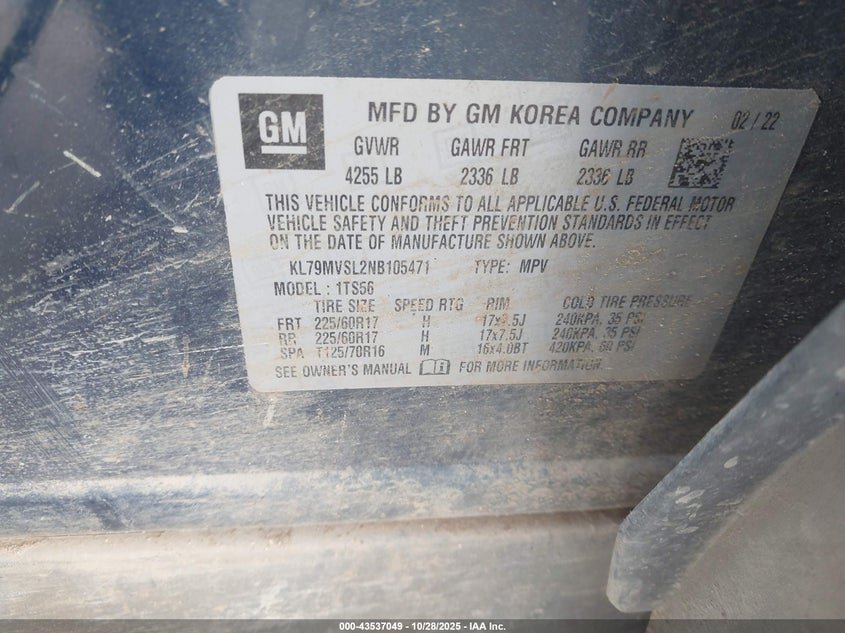 GM
MFD BY GM KOREA COMPANY 02 / 22
GVWR GAWR FRT GAWR RR
4255 LB 2336 LB 2336 LB
THIS VEHICLE CONFORMS TO ALL APPLICABLE U.S. FEDERAL MOTOR
VEHICLE SAFETY AND THEFT PREVENTION STANDARDS IN EFFECT
ON THE DATE OF MANUFACTURE SHOWN ABOVE.
KL79MVSL2NB105471 TYPE: MPV
MODEL : 1TS56
TIRE SIZE SPEED RTG RIM COLD TIRE PRESSURE
FRT 225/60R17 H 17x7.5J 240KPA, 35 PSI
RR 225/60R17 H 17x7.5J 240KPA, 35 PSI
SPA T125/70R16 M 16x4.0BT 420KPA, 60 PSI
SEE OWNER'S MANUAL FOR MORE INFORMATION
000-43537049 - 10/28/2025 - IAA Inc.